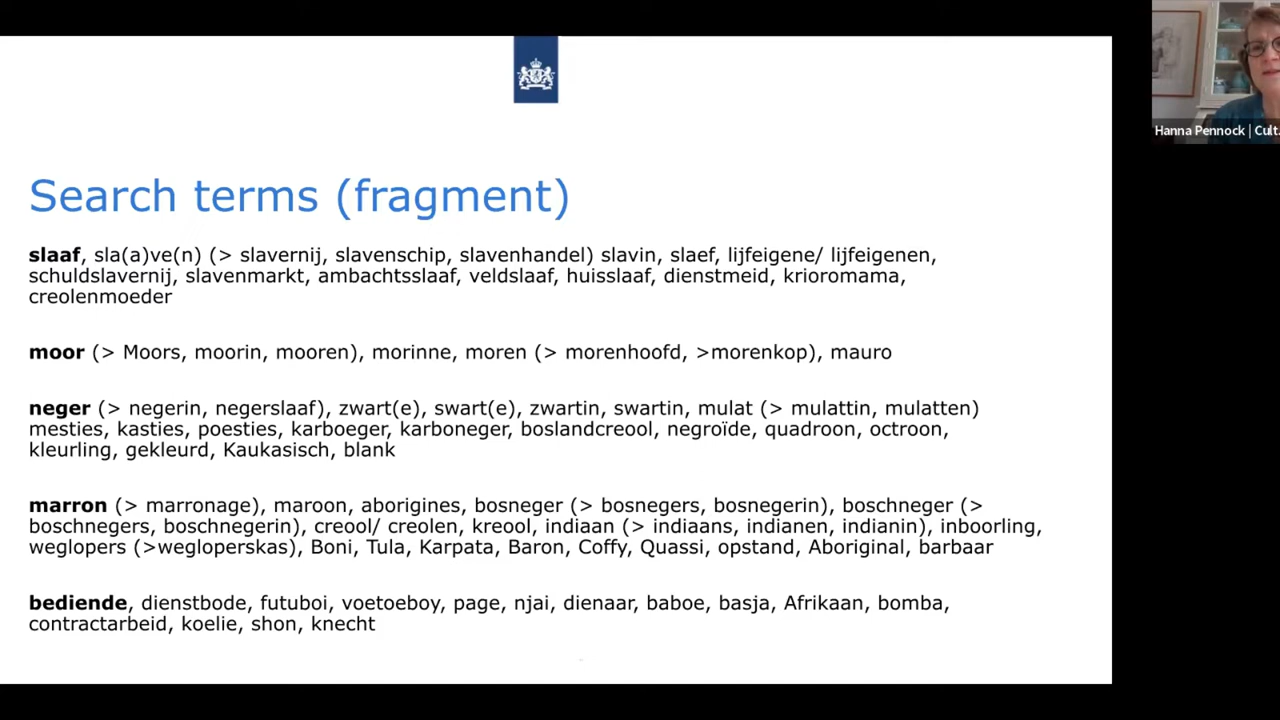 Search terms (fragment)
slaaf, sla(a)ve(n) (> slavernij, slavenschip, slavenhandel) slavin, slaef, lijfeigene/ lijfeigenen,
schuldslavernij, slavenmarkt, ambachtsslaaf, veldslaaf, huisslaaf, dienstmeid, krioromama,
creolenmoeder
moor (> Moors, moorin, mooren), morinne, moren (> morenhoofd, >morenkop), mauro
neger (> negerin, negerslaaf), zwart(e), swart(e), zwartin, swartin, mulat (> mulattin, mulatten)
mesties, kasties, poesties, karboeger, karboneger, boslandcreool, negroïde, quadroon, octroon,
kleurling, gekleurd, Kaukasisch, blank
marron (> marronage), maroon, aborigines, bosneger (> bosnegers, bosnegerin), boschneger (>
boschnegers, boschnegerin), creool/ creolen, kreool, indiaan (> indiaans, indianen, indianin), inboorling,
weglopers (>wegloperskas), Boni, Tula, Karpata, Baron, Coffy, Quassi, opstand, Aboriginal, barbaar
bediende, dienstbode, futuboi, voetoeboy, page, njai, dienaar, baboe, basja, Afrikaan, bomba,
contractarbeid, koelie, shon, knecht
Hanna Pennock | Cult.